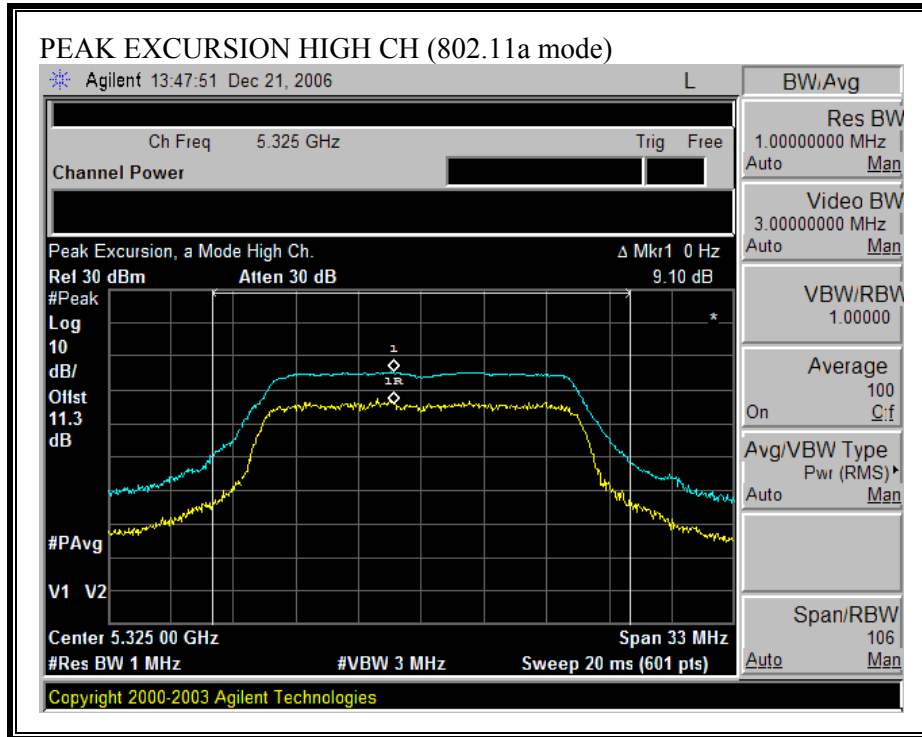 PEAK EXCURSION HIGH CH (802.11a mode)
Agilent 13:47:51 Dec 21, 2006 L
BW/Avg
Ch Freq 5.325 GHz Trig Free
Channel Power
Peak Excursion, a Mode High Ch. Δ Mkr1 0 Hz
Ref 30 dBm Atten 30 dB 9.10 dB
#Peak
Log
10
dB/
Offst
11.3
dB
1
1R
*
#PAvg
V1 V2
Center 5.325 00 GHz Span 33 MHz
#Res BW 1 MHz #VBW 3 MHz Sweep 20 ms (601 pts)
Copyright 2000-2003 Agilent Technologies
Res BW
1.00000000 MHz
Auto Man
Video BW
3.00000000 MHz
Auto Man
VBW/RBW
1.00000
Average
100
On Off
Avg/VBW Type
Pwr (RMS)
Auto Man
Span/RBW
106
Auto Man